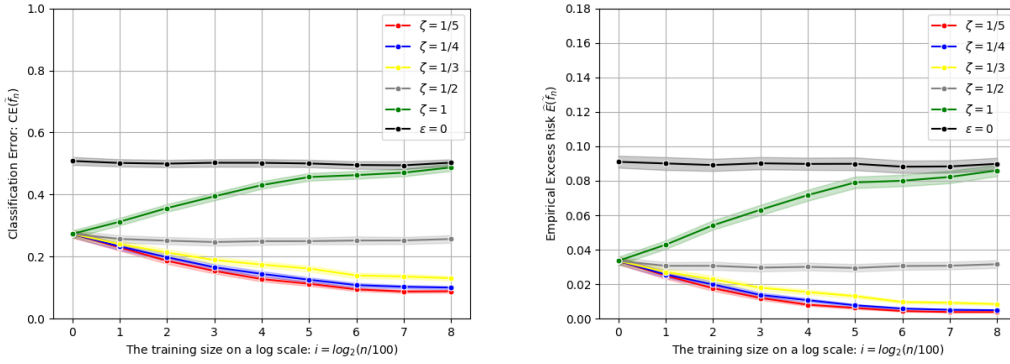 1.0
0.8
0.6
0.4
0.2
0.0
Classification Error: CE(f̃ₙ)
0 1 2 3 4 5 6 7 8
The training size on a log scale: i = log₂(n/100)
ζ = 1/5
ζ = 1/4
ζ = 1/3
ζ = 1/2
ζ = 1
ε = 0
0.18
0.16
0.14
0.12
0.10
0.08
0.06
0.04
0.02
0.00
Empirical Excess Risk Ê(f̃ₙ)
0 1 2 3 4 5 6 7 8
The training size on a log scale: i = log₂(n/100)
ζ = 1/5
ζ = 1/4
ζ = 1/3
ζ = 1/2
ζ = 1
ε = 0